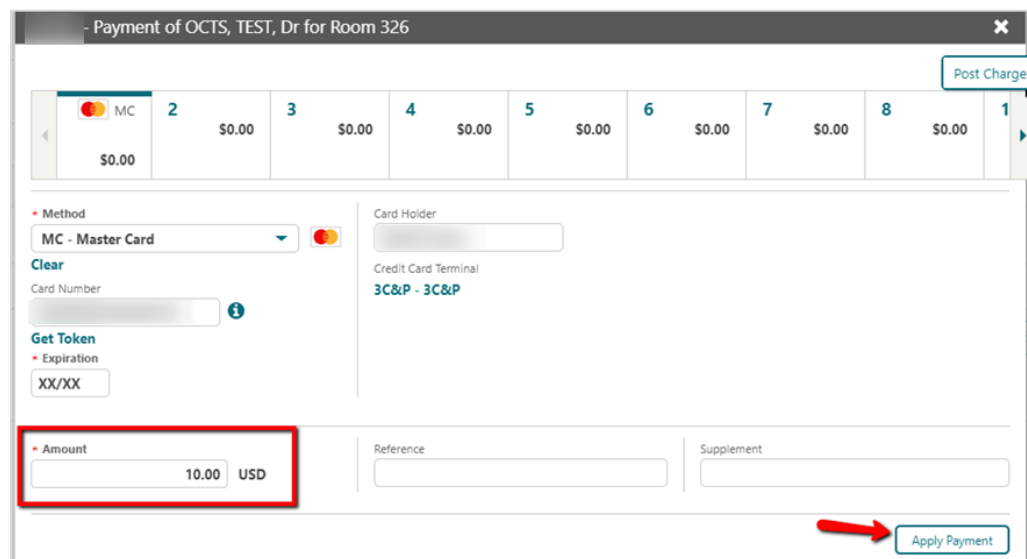 - Payment of OCTS, TEST, Dr for Room 326
Post Charge
MC 2 3 4 5 6 7 8 1
$0.00 $0.00 $0.00 $0.00 $0.00 $0.00 $0.00
$0.00
* Method
Card Holder
MC - Master Card
Clear
Credit Card Terminal
Card Number
3C&P - 3C&P
Get Token
* Expiration
XX/XX
* Amount
Reference
Supplement
10.00 USD
Apply Payment